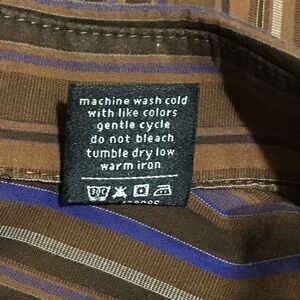 machine wash cold
with like colors
gentle cycle
do not bleach
tumble dry low
warm iron